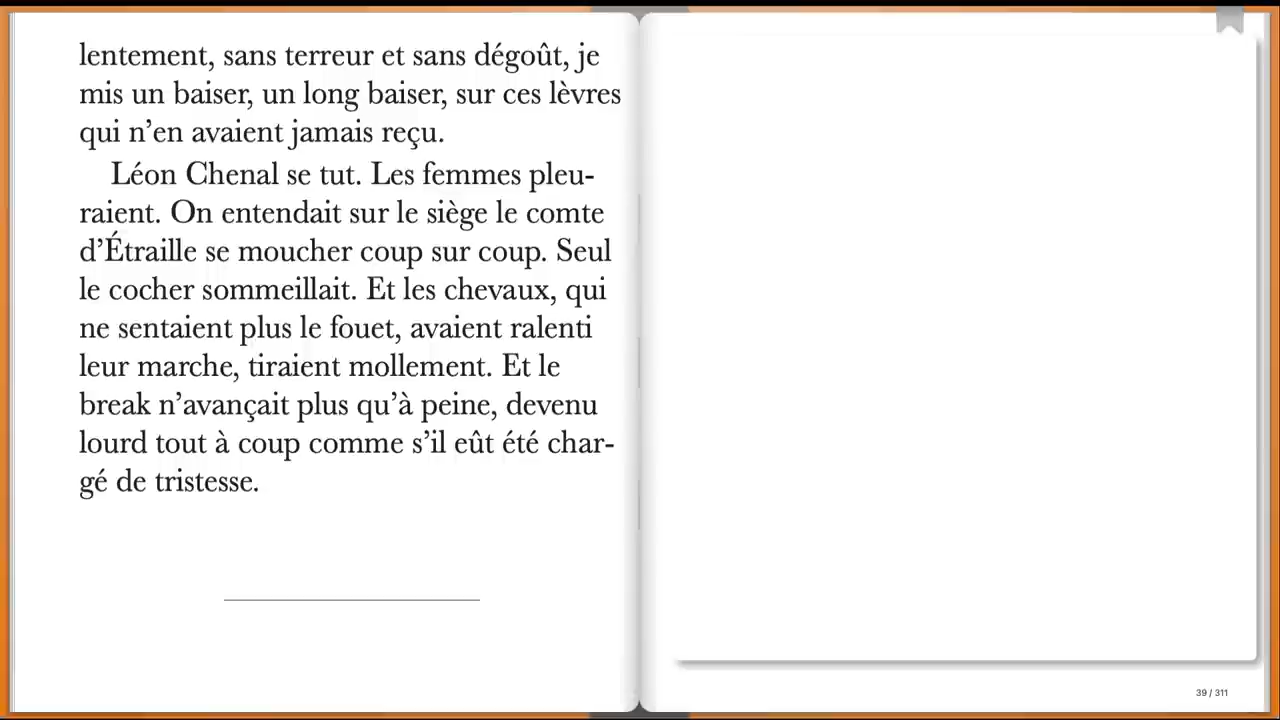 lentement, sans terreur et sans dégoût, je
mis un baiser, un long baiser, sur ces lèvres
qui n’en avaient jamais reçu.
Léon Chenal se tut. Les femmes pleu-
raient. On entendait sur le siège le comte
d’Étraille se moucher coup sur coup. Seul
le cocher sommeillait. Et les chevaux, qui
ne sentaient plus le fouet, avaient ralenti
leur marche, tiraient mollement. Et le
break n’avançait plus qu’à peine, devenu
lourd tout à coup comme s’il eût été char-
gé de tristesse.
39 / 311